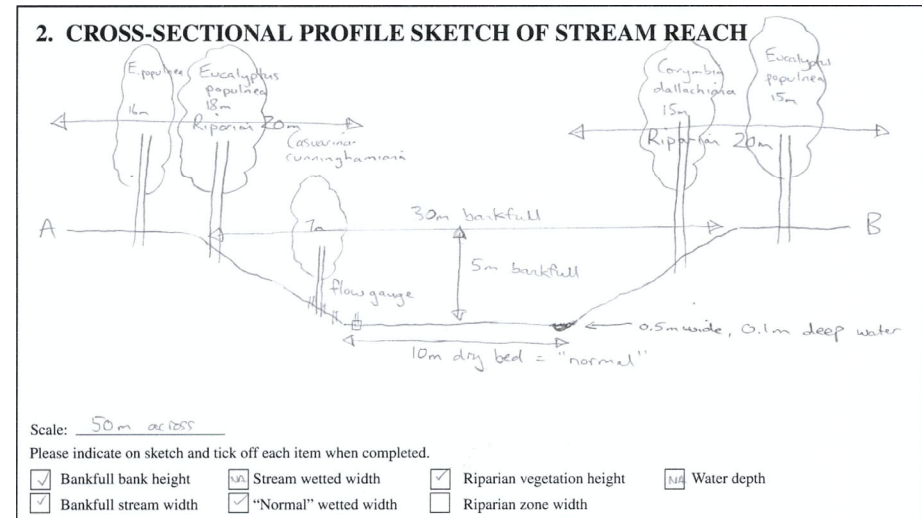 2. CROSS-SECTIONAL PROFILE SKETCH OF STREAM REACH
E. populnea
16m
Eucalyptus
populnea
18m
Riparian 20m
Casuarina
cunninghamiana
7m
Corymbia
dallachiana
15m
Eucalyptus
populnea
15m
Riparian 20m
A
30m bankfull
B
5m bankfull
flow gauge
0.5m wide, 0.1m deep water
10m dry bed = "normal"
Scale: 50m across
Please indicate on sketch and tick off each item when completed.
Bankfull bank height NA Stream wetted width Riparian vegetation height NA Water depth
Bankfull stream width "Normal" wetted width Riparian zone width